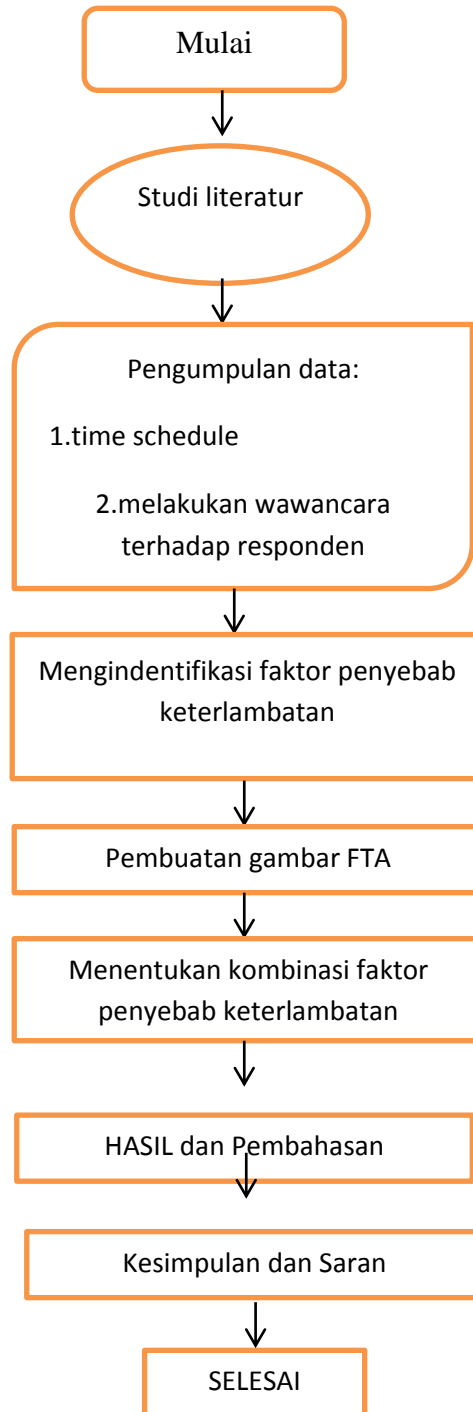 Mulai
Studi literatur
Pengumpulan data:
1.time schedule
2.melakukan wawancara
terhadap responden
Mengindentifikasi faktor penyebab
keterlambatan
Pembuatan gambar FTA
Menentukan kombinasi faktor
penyebab keterlambatan
HASIL dan Pembahasan
Kesimpulan dan Saran
SELESAI